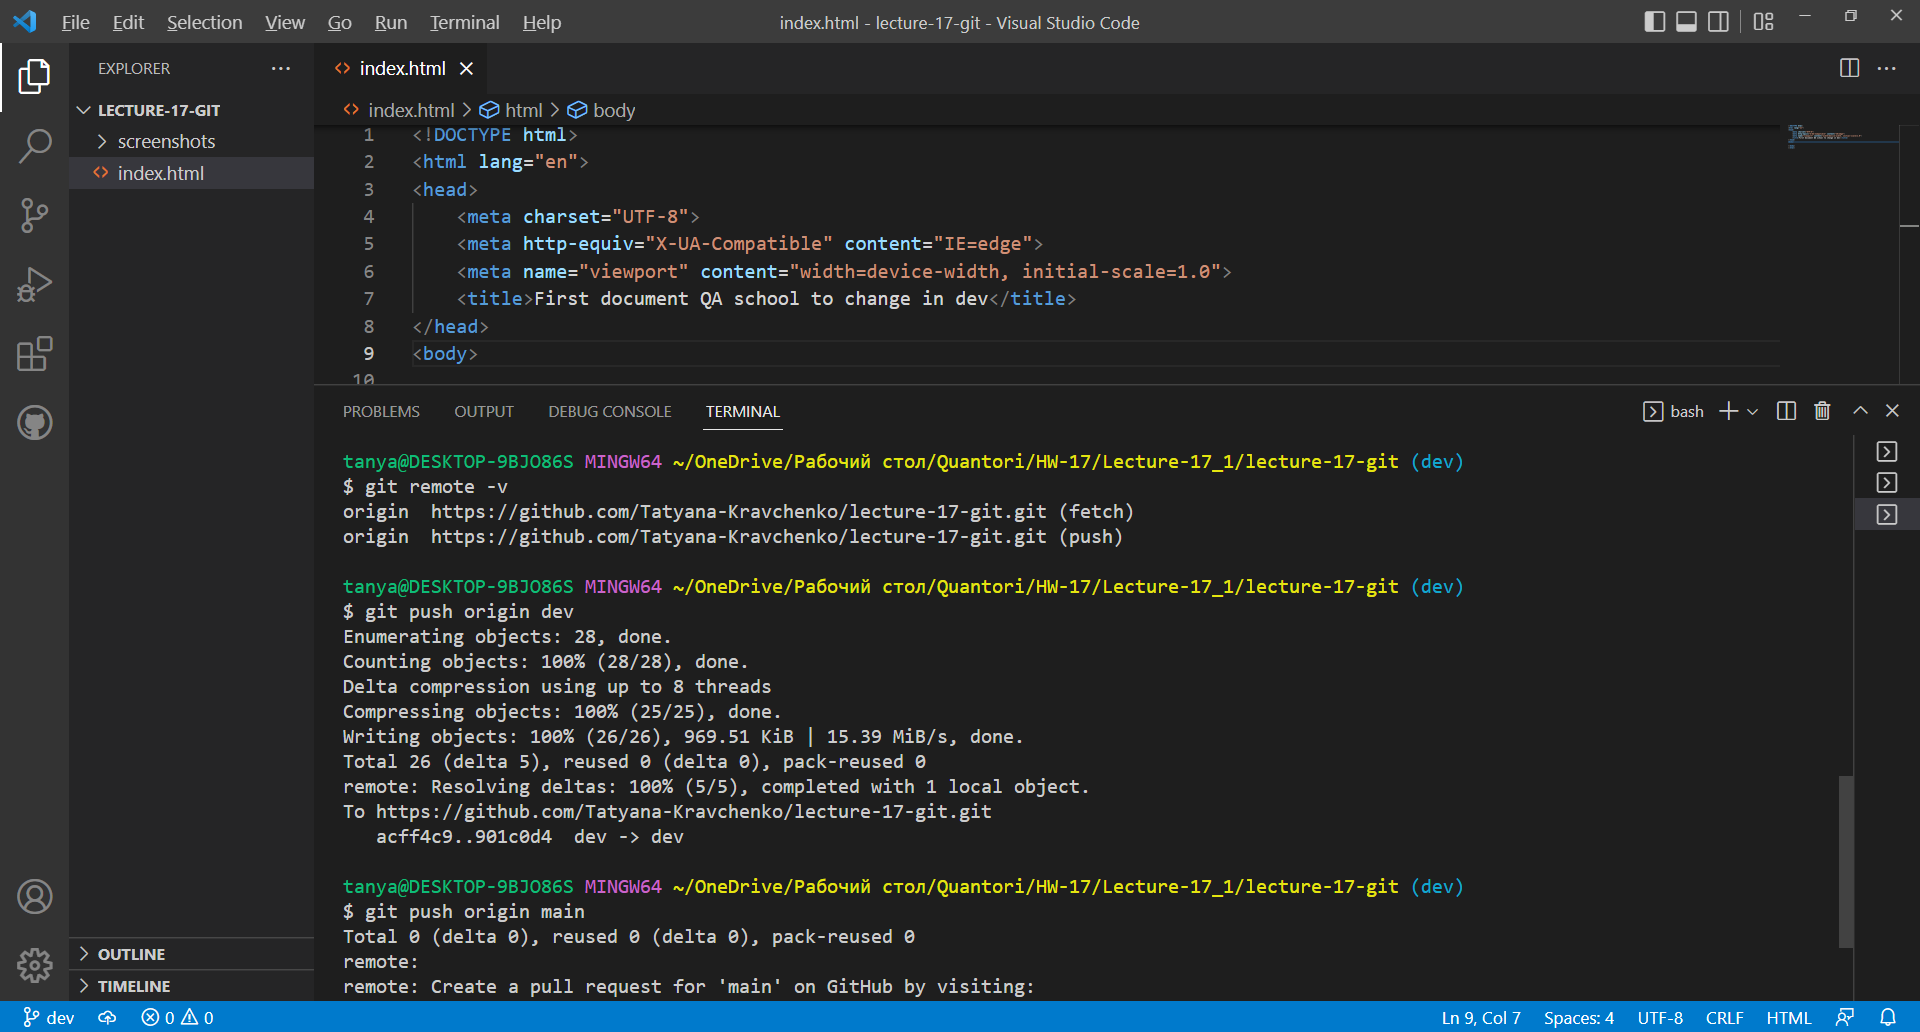 File Edit Selection View Go Run Terminal Help
index.html - lecture-17-git - Visual Studio Code
EXPLORER
LECTURE-17-GIT
screenshots
index.html
OUTLINE
TIMELINE
index.html
index.html > html > body
1 <!DOCTYPE html>
2 <html lang="en">
3 <head>
4 <meta charset="UTF-8">
5 <meta http-equiv="X-UA-Compatible" content="IE=edge">
6 <meta name="viewport" content="width=device-width, initial-scale=1.0">
7 <title>First document QA school to change in dev</title>
8 </head>
9 <body>
10
PROBLEMS OUTPUT DEBUG CONSOLE TERMINAL
bash
tanya@DESKTOP-9BJO86S MINGW64 ~/OneDrive/Рабочий стол/Quantori/HW-17/Lecture-17_1/lecture-17-git (dev)
$ git remote -v
origin  https://github.com/Tatyana-Kravchenko/lecture-17-git.git (fetch)
origin  https://github.com/Tatyana-Kravchenko/lecture-17-git.git (push)
tanya@DESKTOP-9BJO86S MINGW64 ~/OneDrive/Рабочий стол/Quantori/HW-17/Lecture-17_1/lecture-17-git (dev)
$ git push origin dev
Enumerating objects: 28, done.
Counting objects: 100% (28/28), done.
Delta compression using up to 8 threads
Compressing objects: 100% (25/25), done.
Writing objects: 100% (26/26), 969.51 KiB | 15.39 MiB/s, done.
Total 26 (delta 5), reused 0 (delta 0), pack-reused 0
remote: Resolving deltas: 100% (5/5), completed with 1 local object.
To https://github.com/Tatyana-Kravchenko/lecture-17-git.git
acff4c9..901c0d4  dev -> dev
tanya@DESKTOP-9BJO86S MINGW64 ~/OneDrive/Рабочий стол/Quantori/HW-17/Lecture-17_1/lecture-17-git (dev)
$ git push origin main
Total 0 (delta 0), reused 0 (delta 0), pack-reused 0
remote:
remote: Create a pull request for 'main' on GitHub by visiting:
dev 0 0 Ln 9, Col 7 Spaces: 4 UTF-8 CRLF HTML